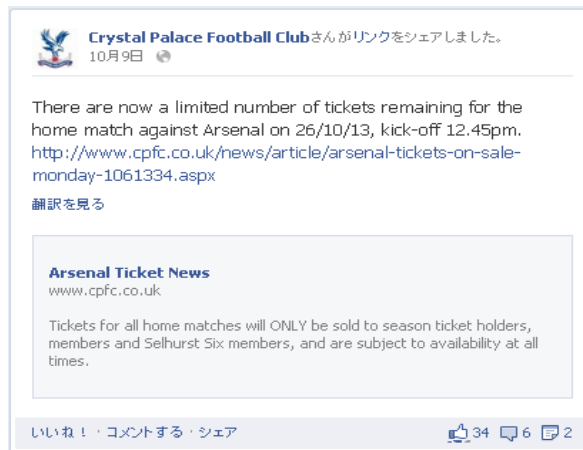 Crystal Palace Football Clubさんがリンクをシェアしました。
10月9日
There are now a limited number of tickets remaining for the
home match against Arsenal on 26/10/13, kick-off 12.45pm.
http://www.cpfc.co.uk/news/article/arsenal-tickets-on-sale-
monday-1061334.aspx
翻訳を見る
Arsenal Ticket News
www.cpfc.co.uk
Tickets for all home matches will ONLY be sold to season ticket holders,
members and Selhurst Six members, and are subject to availability at all
times.
いいね！ · コメントする · シェア 34 6 2